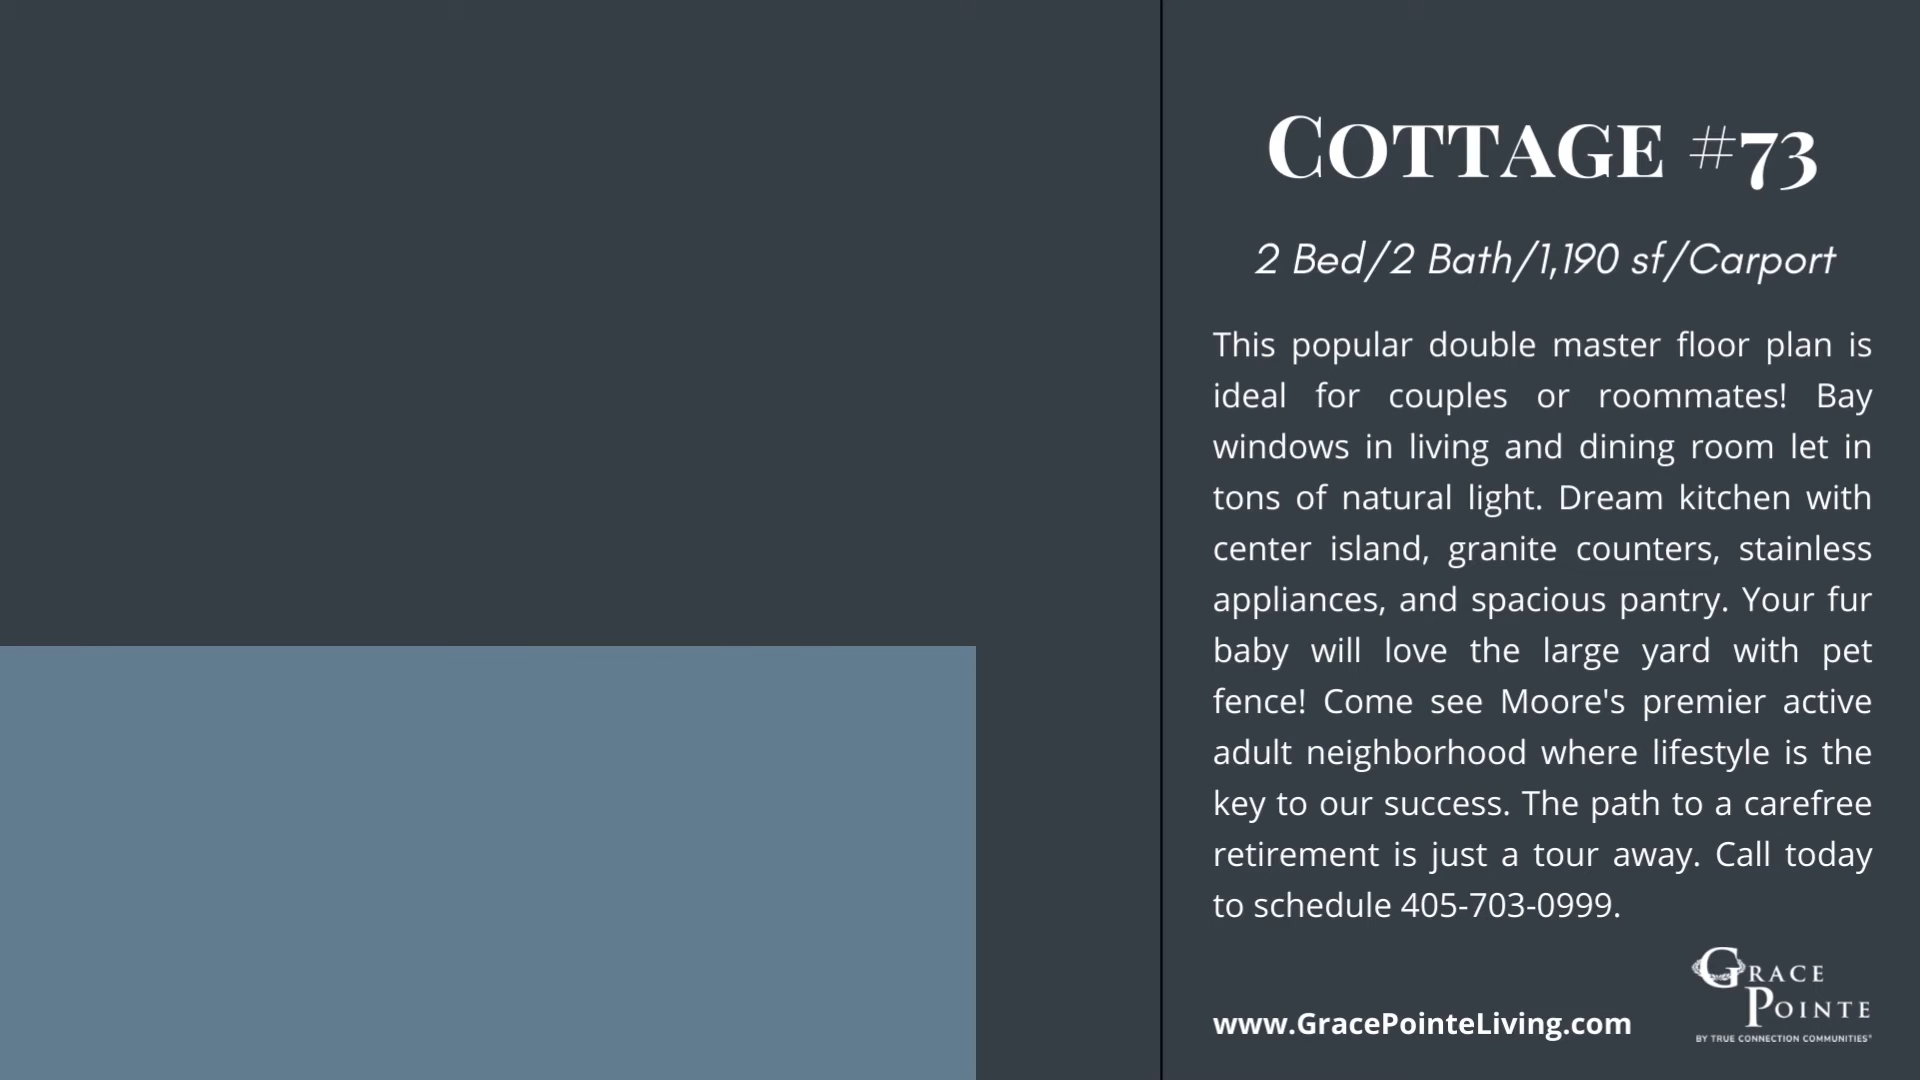 COTTAGE #73
2 Bed/2 Bath/1,190 sf/Carport
This popular double master floor plan is
ideal for couples or roommates! Bay
windows in living and dining room let in
tons of natural light. Dream kitchen with
center island, granite counters, stainless
appliances, and spacious pantry. Your fur
baby will love the large yard with pet
fence! Come see Moore's premier active
adult neighborhood where lifestyle is the
key to our success. The path to a carefree
retirement is just a tour away. Call today
to schedule 405-703-0999.
www.GracePointeLiving.com
GRACE
POINTE
BY TRUE CONNECTION COMMUNITIES®